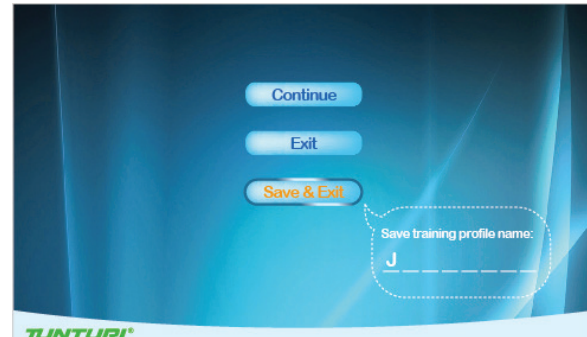 Continue
Exit
Save & Exit
Save training profile name:
J _ _ _ _ _ _ _
TUNTURI®